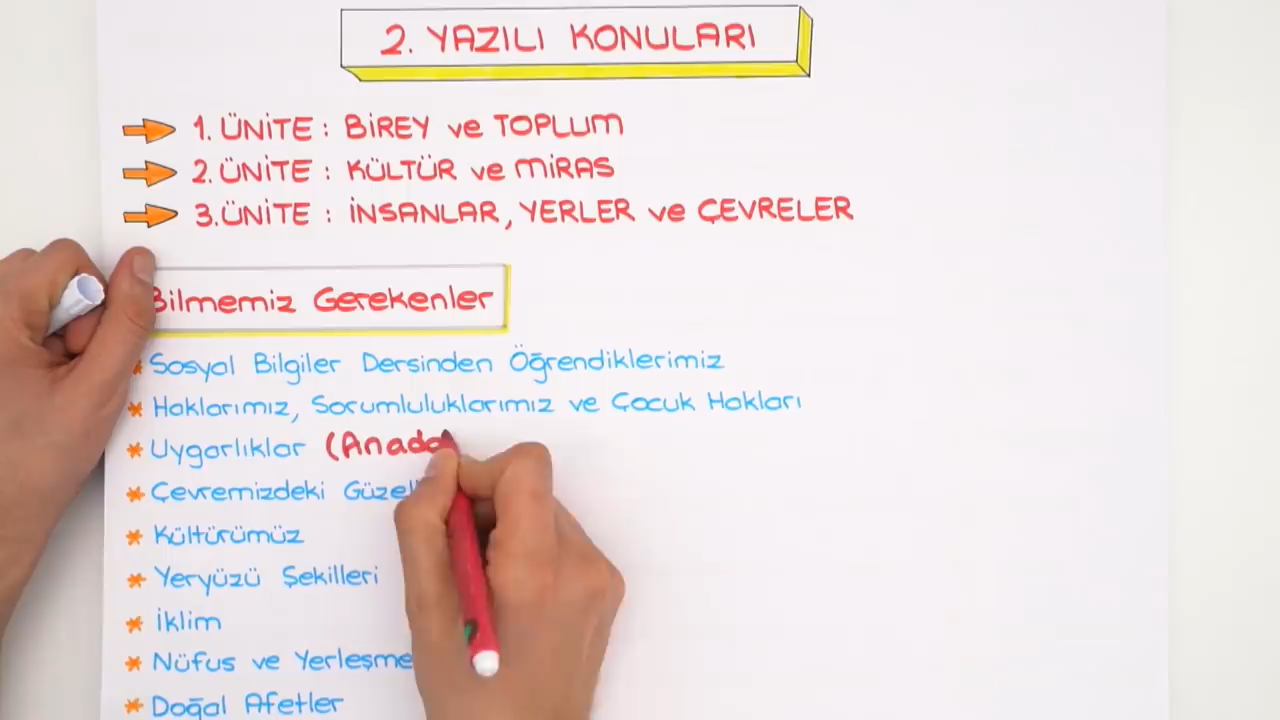 2. YAZILI KONULARI
1. ÜNİTE : BİREY ve TOPLUM
2. ÜNİTE : KÜLTÜR ve MİRAS
3. ÜNİTE : İNSANLAR, YERLER ve ÇEVRELER
Bilmemiz Gerekenler
* Sosyal Bilgiler Dersinden Öğrendiklerimiz
* Haklarımız, Sorumluluklarımız ve Çocuk Hakları
* Uygarlıklar (Anado
* Çevremizdeki
* Kültürümüz
* Yeryüzü Şekilleri
* İklim
* Nüfus ve Yerleşme
* Doğal Afetler